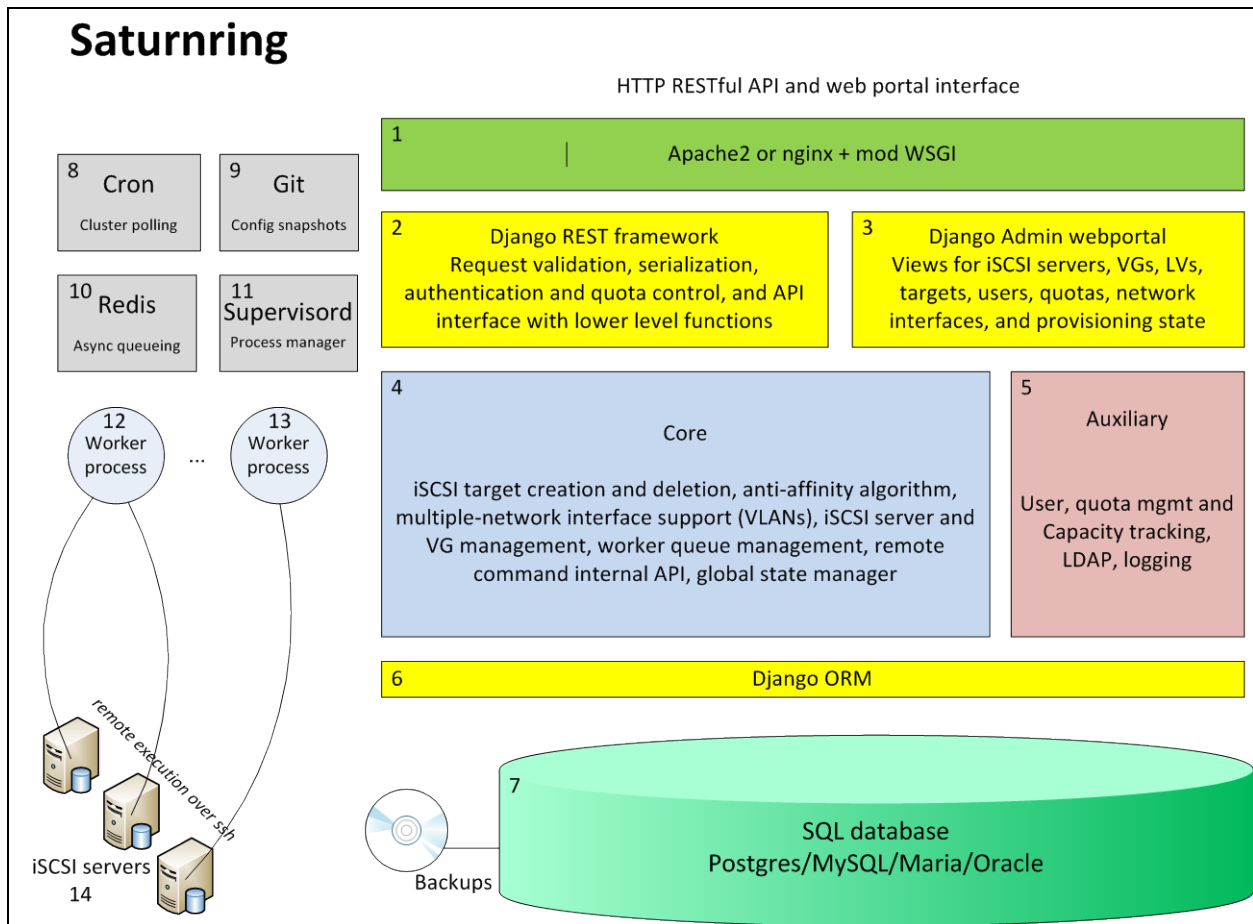 Saturnring
HTTP RESTful API and web portal interface
1
Apache2 or nginx + mod WSGI
8
Cron
Cluster polling
9
Git
Config snapshots
2
Django REST framework
Request validation, serialization,
authentication and quota control, and API
interface with lower level functions
3
Django Admin webportal
Views for iSCSI servers, VGs, LVs,
targets, users, quotas, network
interfaces, and provisioning state
10
Redis
Async queueing
11
Supervisord
Process manager
4
Core
iSCSI target creation and deletion, anti-affinity algorithm,
multiple-network interface support (VLANs), iSCSI server and
VG management, worker queue management, remote
command internal API, global state manager
5
Auxiliary
User, quota mgmt and
Capacity tracking,
LDAP, logging
12
Worker
process
...
13
Worker
process
6
Django ORM
remote execution over ssh
iSCSI servers
14
Backups
7
SQL database
Postgres/MySQL/Maria/Oracle